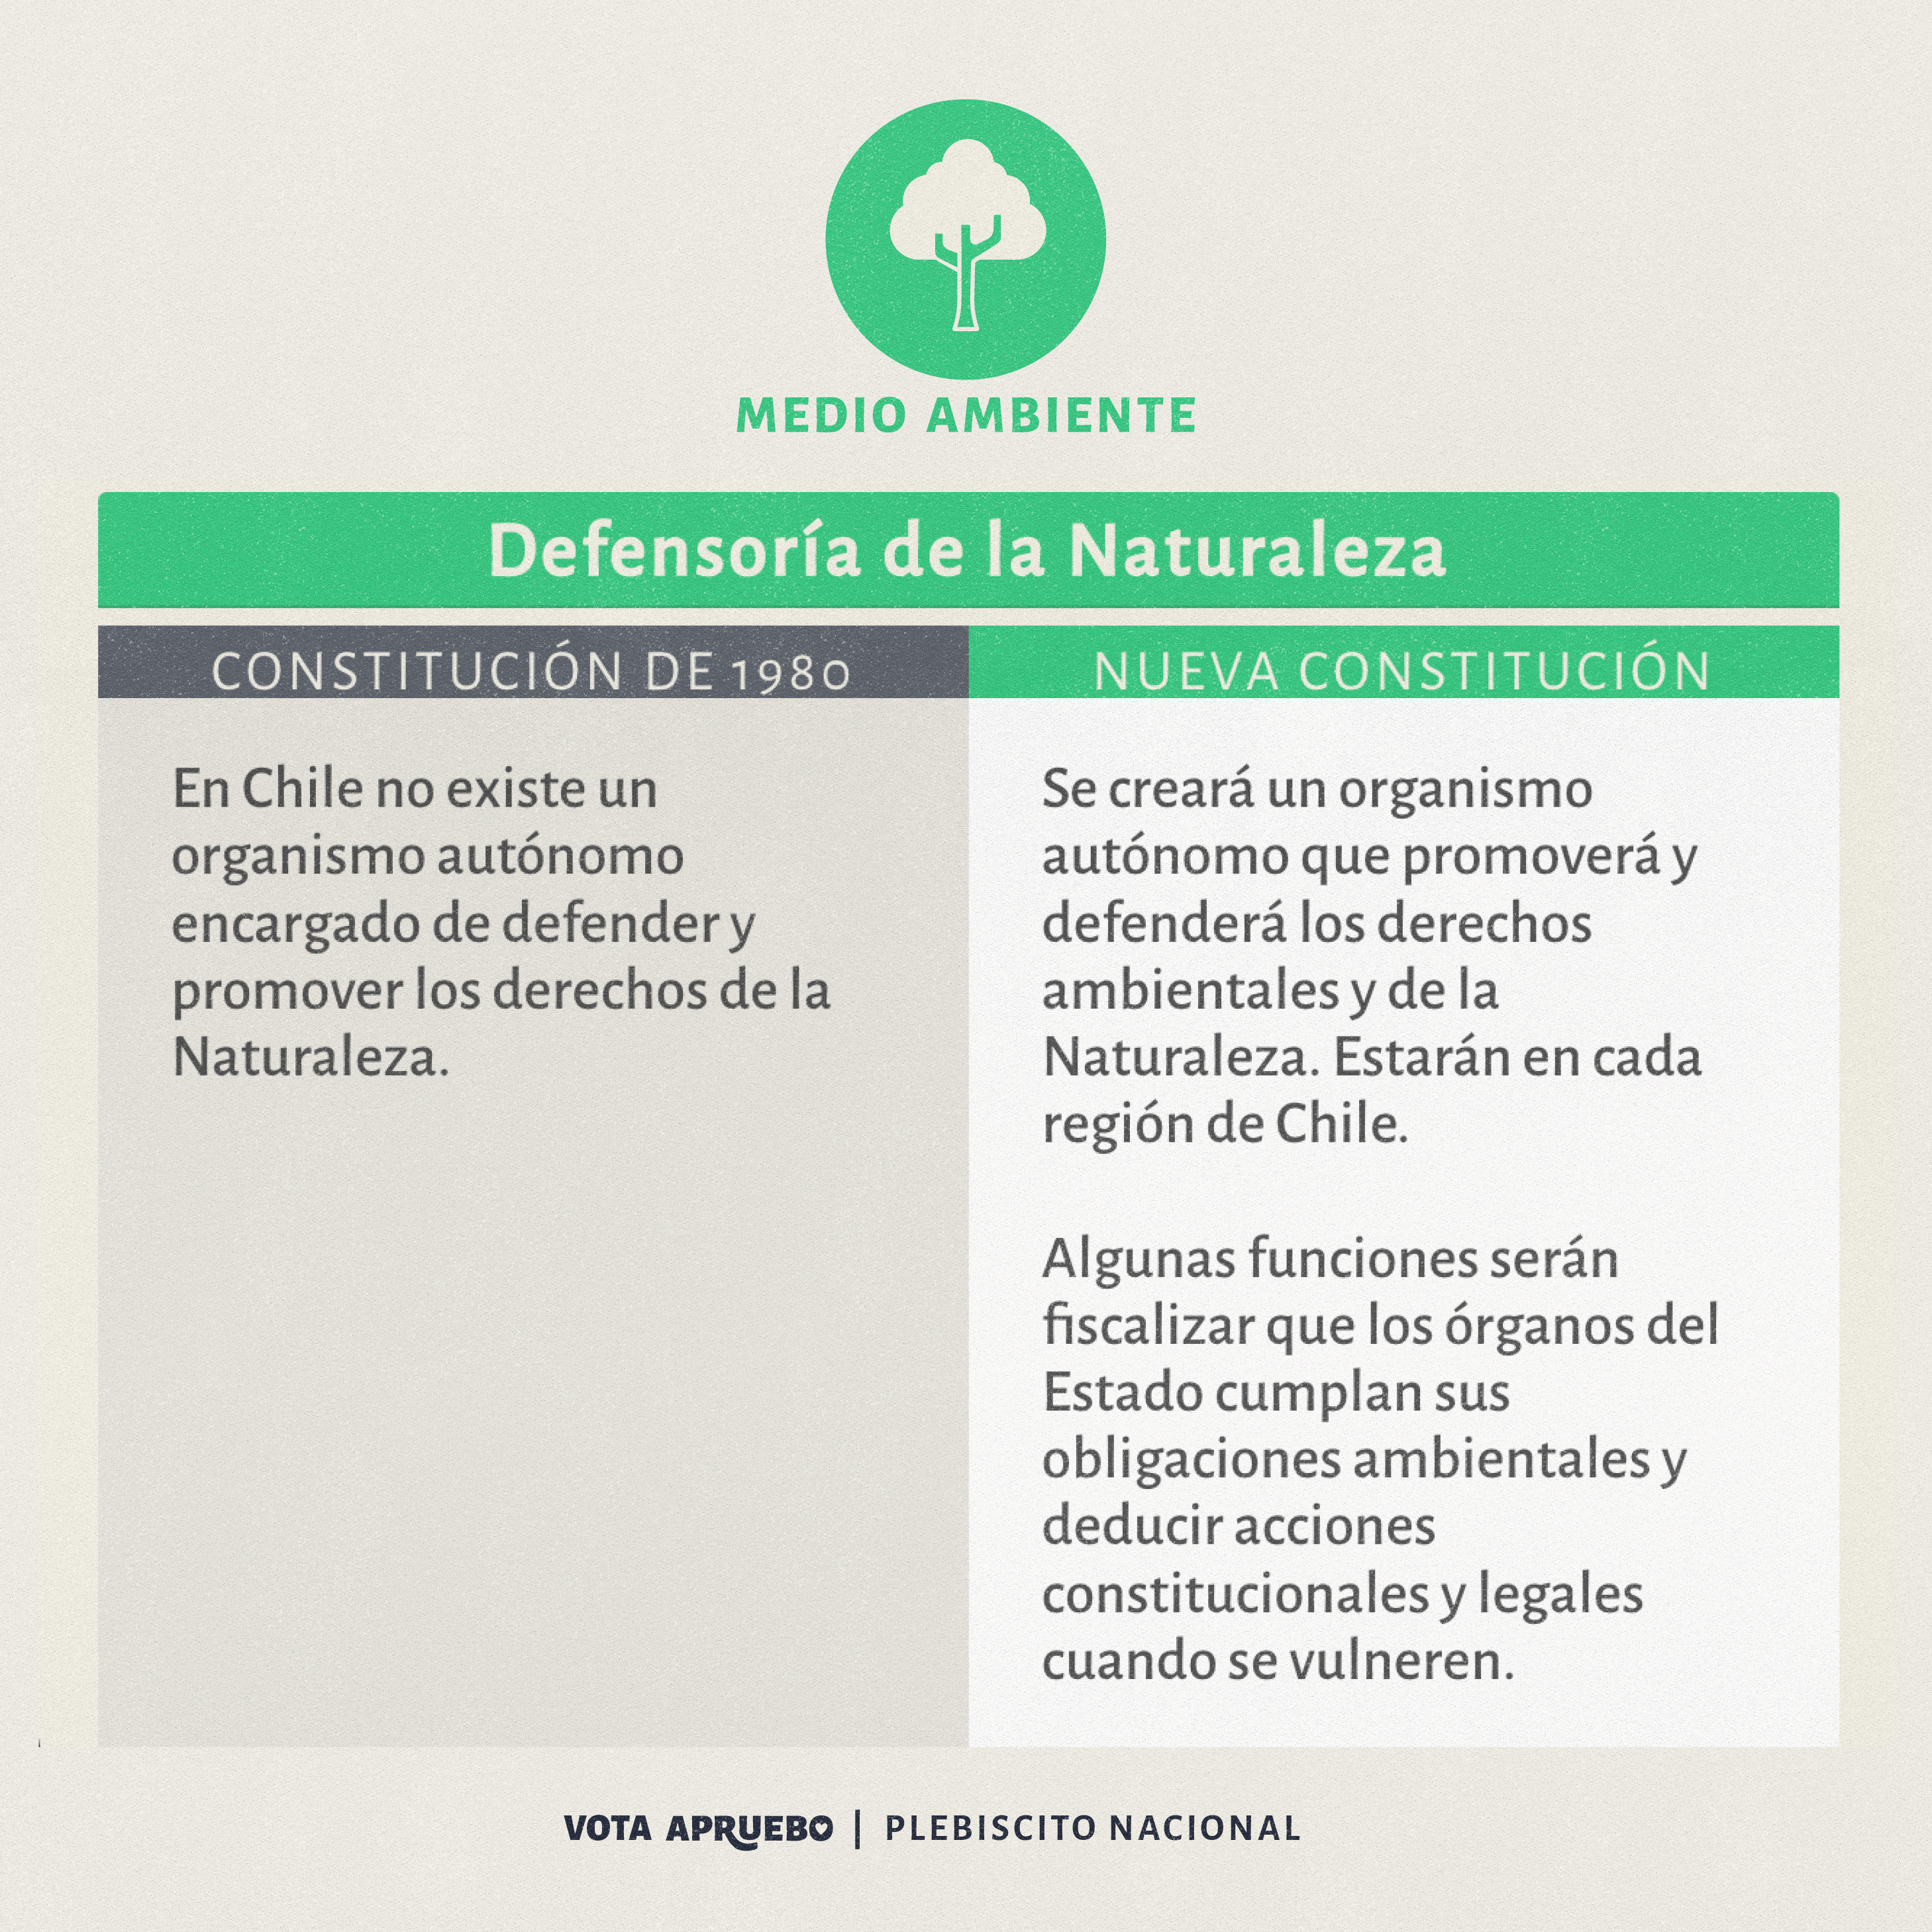 MEDIO AMBIENTE
Defensoría de la Naturaleza
CONSTITUCIÓN DE 1980
En Chile no existe un
organismo autónomo
encargado de defender y
promover los derechos de la
Naturaleza.
NUEVA CONSTITUCIÓN
Se creará un organismo
autónomo que promoverá y
defenderá los derechos
ambientales y de la
Naturaleza. Estarán en cada
región de Chile.
Algunas funciones serán
fiscalizar que los órganos del
Estado cumplan sus
obligaciones ambientales y
deducir acciones
constitucionales y legales
cuando se vulneren.
VOTA APRUEBO | PLEBISCITO NACIONAL